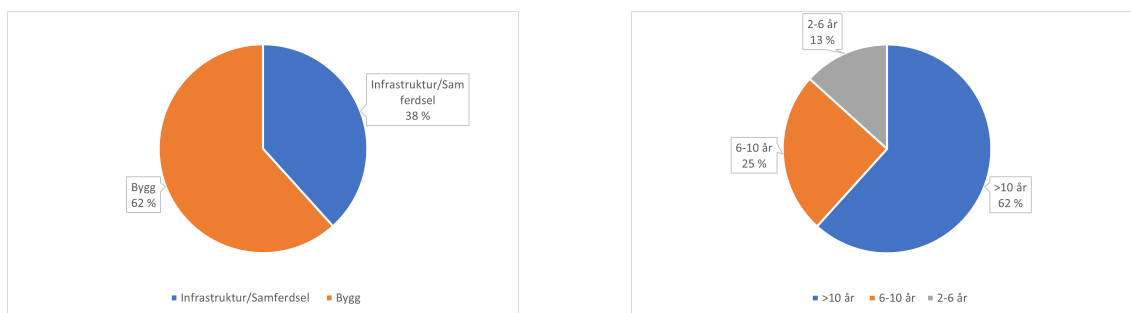 Infrastruktur/Sam
ferdsel
38 %
Bygg
62 %
Infrastruktur/Samferdsel Bygg
2-6 år
13 %
6-10 år
25 %
>10 år
62 %
>10 år 6-10 år 2-6 år